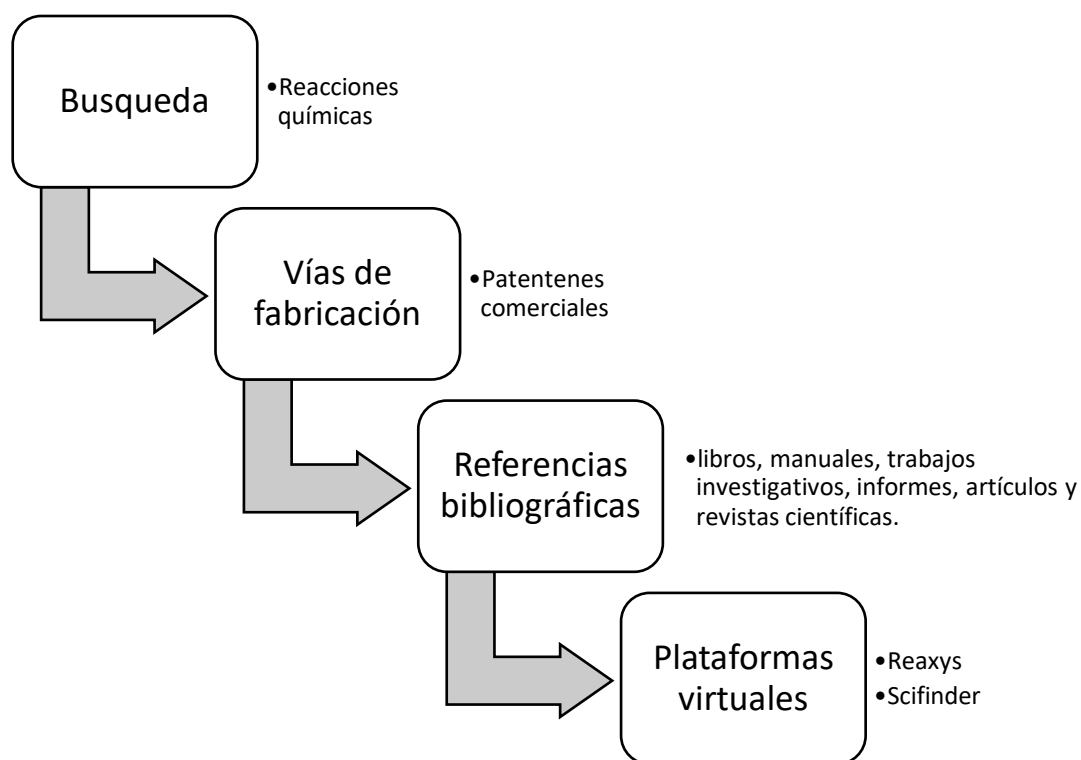 Busqueda
•Reacciones
químicas
Vías de
fabricación
•Patentenes
comerciales
Referencias
bibliográficas
•libros, manuales, trabajos
investigativos, informes, artículos y
revistas científicas.
Plataformas
virtuales
•Reaxys
•Scifinder